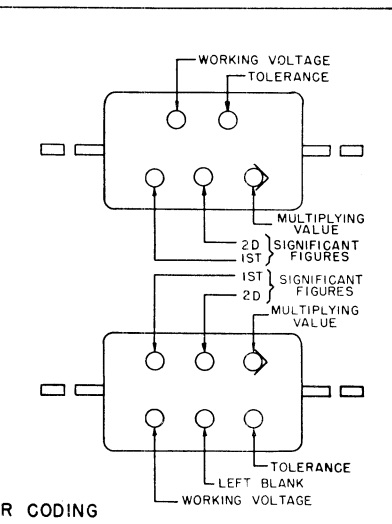 WORKING VOLTAGE
TOLERANCE
MULTIPLYING
VALUE
2D } SIGNIFICANT
1ST } FIGURES
1ST } SIGNIFICANT
2D } FIGURES
MULTIPLYING
VALUE
TOLERANCE
LEFT BLANK
WORKING VOLTAGE
R CODING